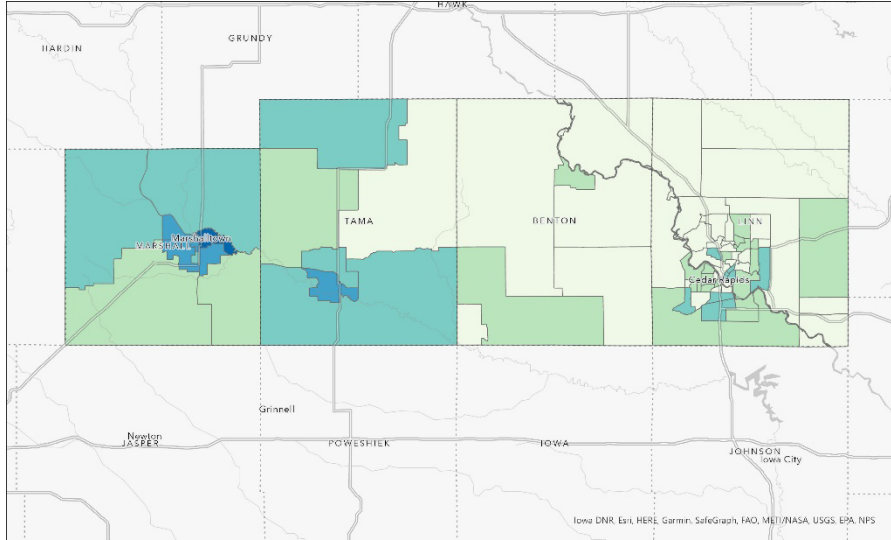 HAWK
GRUNDY
HARDIN
TAMA
BENTON
LINN
Marshalltown
MARSHALL
Cedar Rapids
Grinnell
Newton
JASPER
POWESHIEK
IOWA
JOHNSON
Iowa City
Iowa DNR, Esri, HERE, Garmin, SafeGraph, FAO, METI/NASA, USGS, EPA, NPS